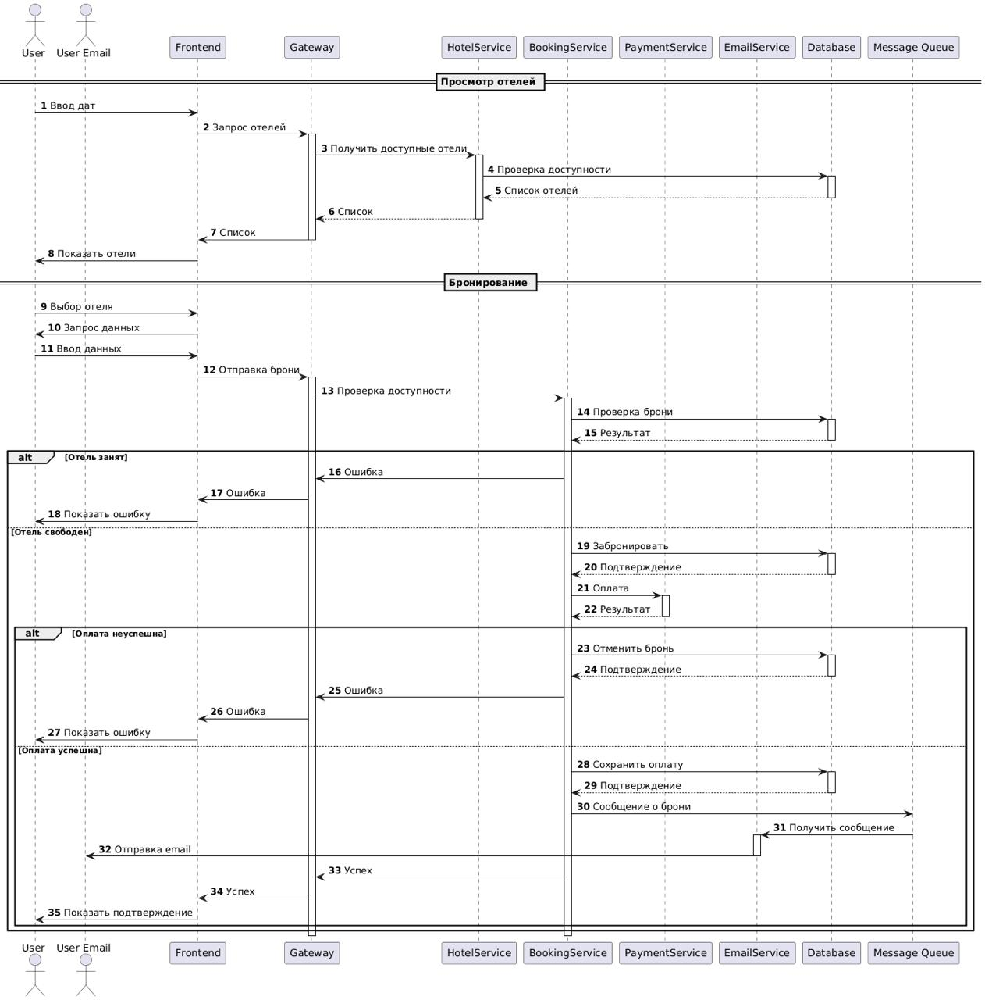 User
User Email
Frontend
Gateway
HotelService
BookingService
PaymentService
EmailService
Database
Message Queue
Просмотр отелей
1 Ввод дат
2 Запрос отелей
3 Получить доступные отели
4 Проверка доступности
5 Список отелей
6 Список
7 Список
8 Показать отели
Бронирование
9 Выбор отеля
10 Запрос данных
11 Ввод данных
12 Отправка брони
13 Проверка доступности
14 Проверка брони
15 Результат
alt [Отель занят]
16 Ошибка
17 Ошибка
18 Показать ошибку
[Отель свободен]
19 Забронировать
20 Подтверждение
21 Оплата
22 Результат
alt [Оплата неуспешна]
23 Отменить бронь
24 Подтверждение
25 Ошибка
26 Ошибка
27 Показать ошибку
[Оплата успешна]
28 Сохранить оплату
29 Подтверждение
30 Сообщение о брони
31 Получить сообщение
32 Отправка email
33 Успех
34 Успех
35 Показать подтверждение
User
User Email
Frontend
Gateway
HotelService
BookingService
PaymentService
EmailService
Database
Message Queue